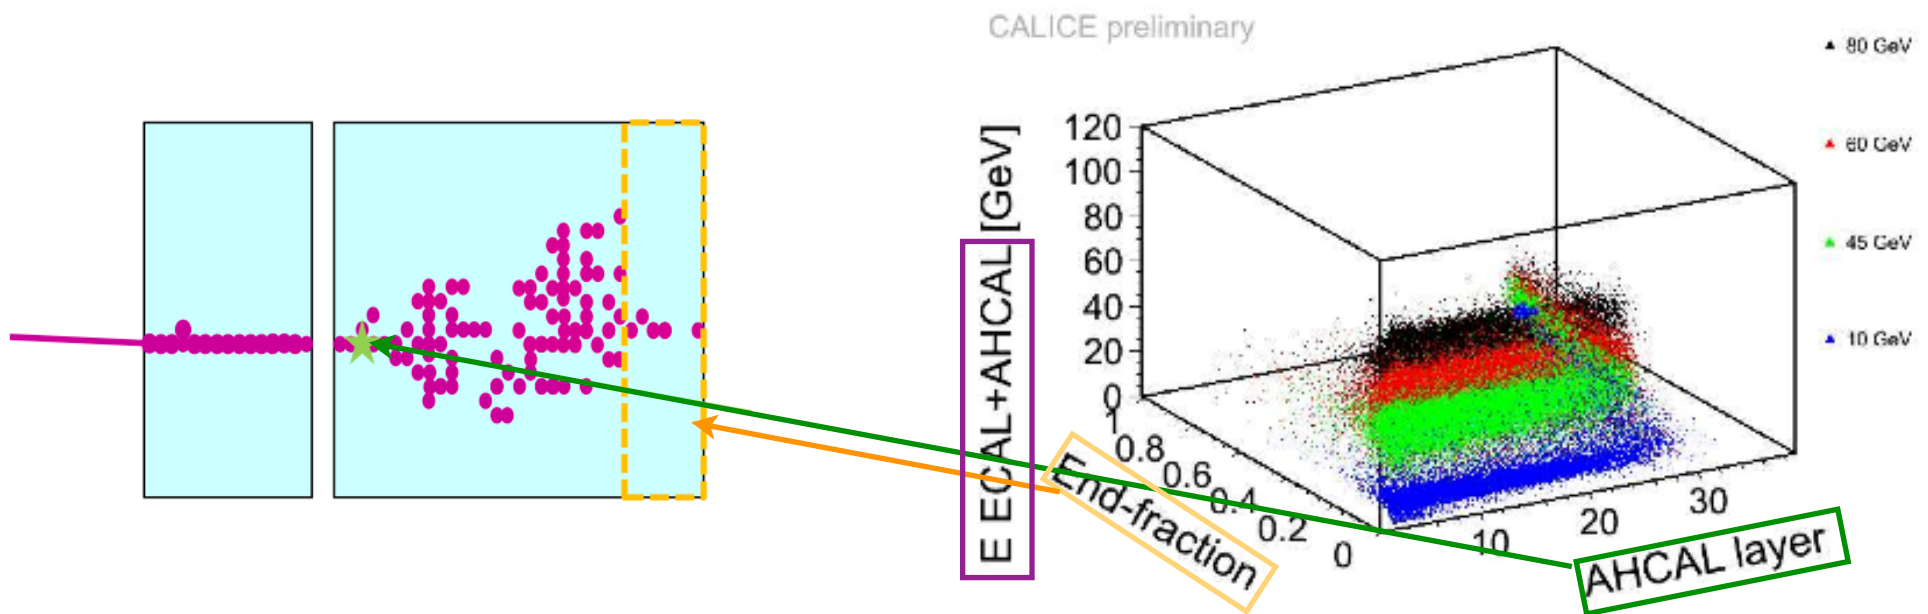 CALICE preliminary
80 GeV
60 GeV
45 GeV
10 GeV
E ECAL+AHCAL [GeV]
120
100
80
60
40
20
0
1
0.8
0.6
0.4
0.2
0
End-fraction
10
20
30
AHCAL layer